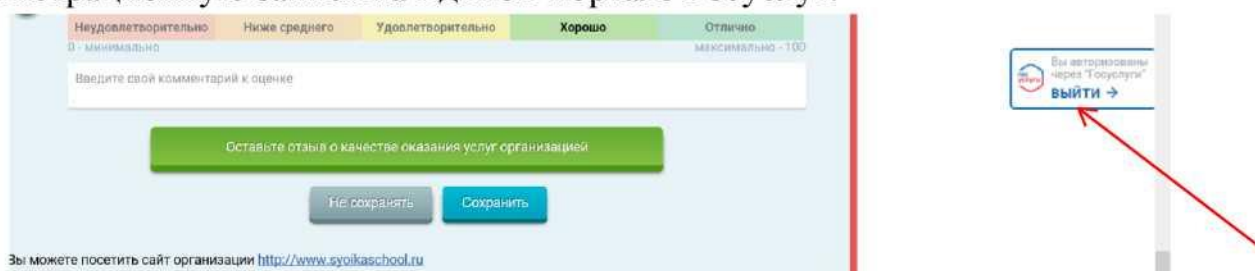 Неудовлетворительно Ниже среднего Удовлетворительно Хорошо Отлично
0 - минимально максимально - 100
Введите свой комментарий к оценке
Вы авторизованы
через "Госуслуги"
ВЫЙТИ →
Оставьте отзыв о качестве оказания услуг организацией
Не сохранять Сохранить
Вы можете посетить сайт организации http://www.syoikaschool.ru